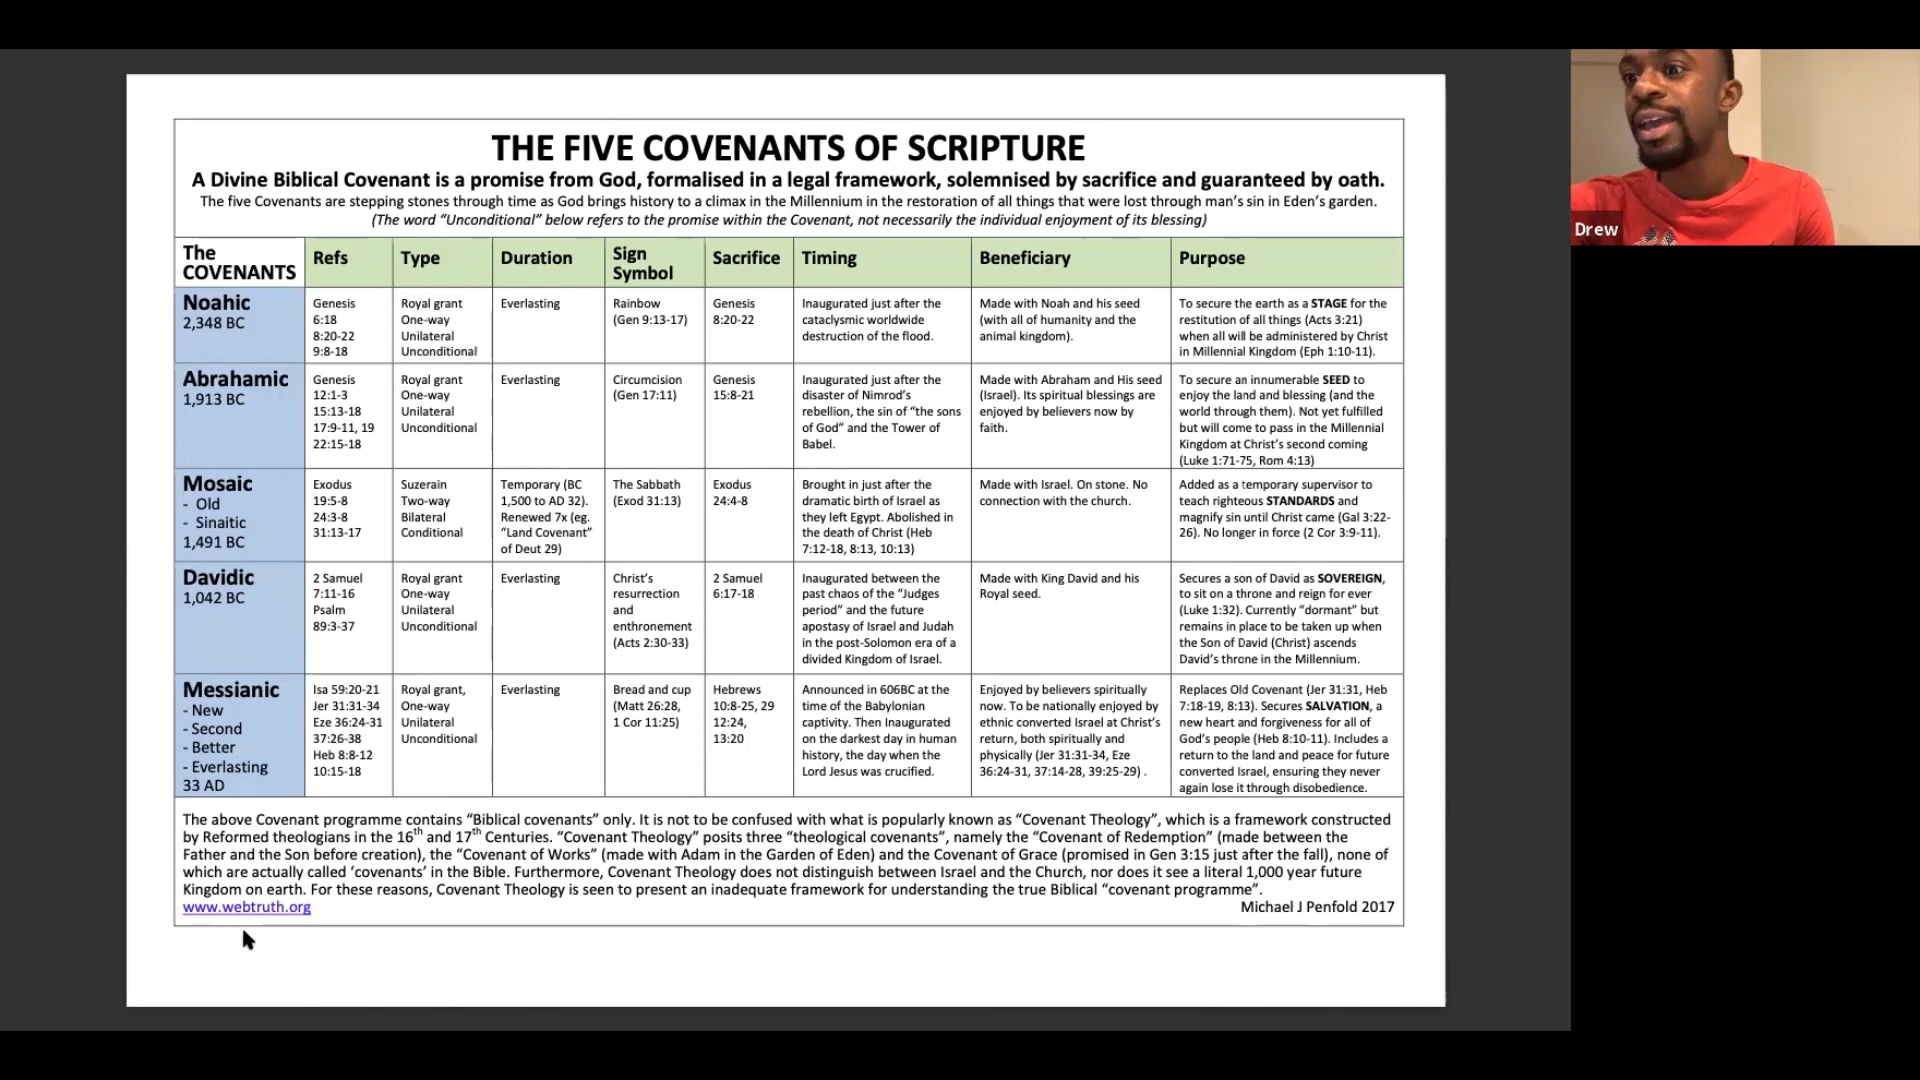 THE FIVE COVENANTS OF SCRIPTURE
A Divine Biblical Covenant is a promise from God, formalised in a legal framework, solemnised by sacrifice and guaranteed by oath.
The five Covenants are stepping stones through time as God brings history to a climax in the Millennium in the restoration of all things that were lost through man's sin in Eden's garden.
(The word “Unconditional” below refers to the promise within the Covenant, not necessarily the individual enjoyment of its blessing)
The
COVENANTS
Refs
Type
Duration
Sign
Symbol
Sacrifice
Timing
Beneficiary
Purpose
Noahic
2,348 BC
Genesis
6:18
8:20-22
9:8-18
Royal grant
One-way
Unilateral
Unconditional
Everlasting
Rainbow
(Gen 9:13-17)
Genesis
8:20-22
Inaugurated just after the
cataclysmic worldwide
destruction of the flood.
Made with Noah and his seed
(with all of humanity and the
animal kingdom).
To secure the earth as a STAGE for the
restitution of all things (Acts 3:21)
when all will be administered by Christ
in Millennial Kingdom (Eph 1:10-11).
Abrahamic
1,913 BC
Genesis
12:1-3
15:13-18
17:9-11, 19
22:15-18
Royal grant
One-way
Unilateral
Unconditional
Everlasting
Circumcision
(Gen 17:11)
Genesis
15:8-21
Inaugurated just after the
disaster of Nimrod's
rebellion, the sin of “the sons
of God” and the Tower of
Babel.
Made with Abraham and His seed
(Israel). Its spiritual blessings are
enjoyed by believers now by
faith.
To secure an innumerable SEED to
enjoy the land and blessing (and the
world through them). Not yet fulfilled
but will come to pass in the Millennial
Kingdom at Christ's second coming
(Luke 1:71-75, Rom 4:13)
Mosaic
- Old
- Sinaitic
1,491 BC
Exodus
19:5-8
24:3-8
31:13-17
Suzerain
Two-way
Bilateral
Conditional
Temporary (BC
1,500 to AD 32).
Renewed 7x (eg.
“Land Covenant”
of Deut 29)
The Sabbath
(Exod 31:13)
Exodus
24:4-8
Brought in just after the
dramatic birth of Israel as
they left Egypt. Abolished in
the death of Christ (Heb
7:12-18, 8:13, 10:13)
Made with Israel. On stone. No
connection with the church.
Added as a temporary supervisor to
teach righteous STANDARDS and
magnify sin until Christ came (Gal 3:22-
26). No longer in force (2 Cor 3:9-11).
Davidic
1,042 BC
2 Samuel
7:11-16
Psalm
89:3-37
Royal grant
One-way
Unilateral
Unconditional
Everlasting
Christ's
resurrection
and
enthronement
(Acts 2:30-33)
2 Samuel
6:17-18
Inaugurated between the
past chaos of the “Judges
period” and the future
apostasy of Israel and Judah
in the post-Solomon era of a
divided Kingdom of Israel.
Made with King David and his
Royal seed.
Secures a son of David as SOVEREIGN,
to sit on a throne and reign for ever
(Luke 1:32). Currently “dormant” but
remains in place to be taken up when
the Son of David (Christ) ascends
David's throne in the Millennium.
Messianic
- New
- Second
- Better
- Everlasting
33 AD
Isa 59:20-21
Jer 31:31-34
Eze 36:24-31
37:26-38
Heb 8:8-12
10:15-18
Royal grant,
One-way
Unilateral
Unconditional
Everlasting
Bread and cup
(Matt 26:28,
1 Cor 11:25)
Hebrews
10:8-25, 29
12:24,
13:20
Announced in 606BC at the
time of the Babylonian
captivity. Then Inaugurated
on the darkest day in human
history, the day when the
Lord Jesus was crucified.
Enjoyed by believers spiritually
now. To be nationally enjoyed by
ethnic converted Israel at Christ's
return, both spiritually and
physically (Jer 31:31-34, Eze
36:24-31, 37:14-28, 39:25-29) .
Replaces Old Covenant (Jer 31:31, Heb
7:18-19, 8:13). Secures SALVATION, a
new heart and forgiveness for all of
God's people (Heb 8:10-11). Includes a
return to the land and peace for future
converted Israel, ensuring they never
again lose it through disobedience.
The above Covenant programme contains “Biblical covenants” only. It is not to be confused with what is popularly known as “Covenant Theology”, which is a framework constructed
by Reformed theologians in the 16th and 17th Centuries. “Covenant Theology” posits three “theological covenants”, namely the “Covenant of Redemption” (made between the
Father and the Son before creation), the “Covenant of Works” (made with Adam in the Garden of Eden) and the Covenant of Grace (promised in Gen 3:15 just after the fall), none of
which are actually called ‘covenants’ in the Bible. Furthermore, Covenant Theology does not distinguish between Israel and the Church, nor does it see a literal 1,000 year future
Kingdom on earth. For these reasons, Covenant Theology is seen to present an inadequate framework for understanding the true Biblical “covenant programme”.
www.webtruth.org
Michael J Penfold 2017
Drew